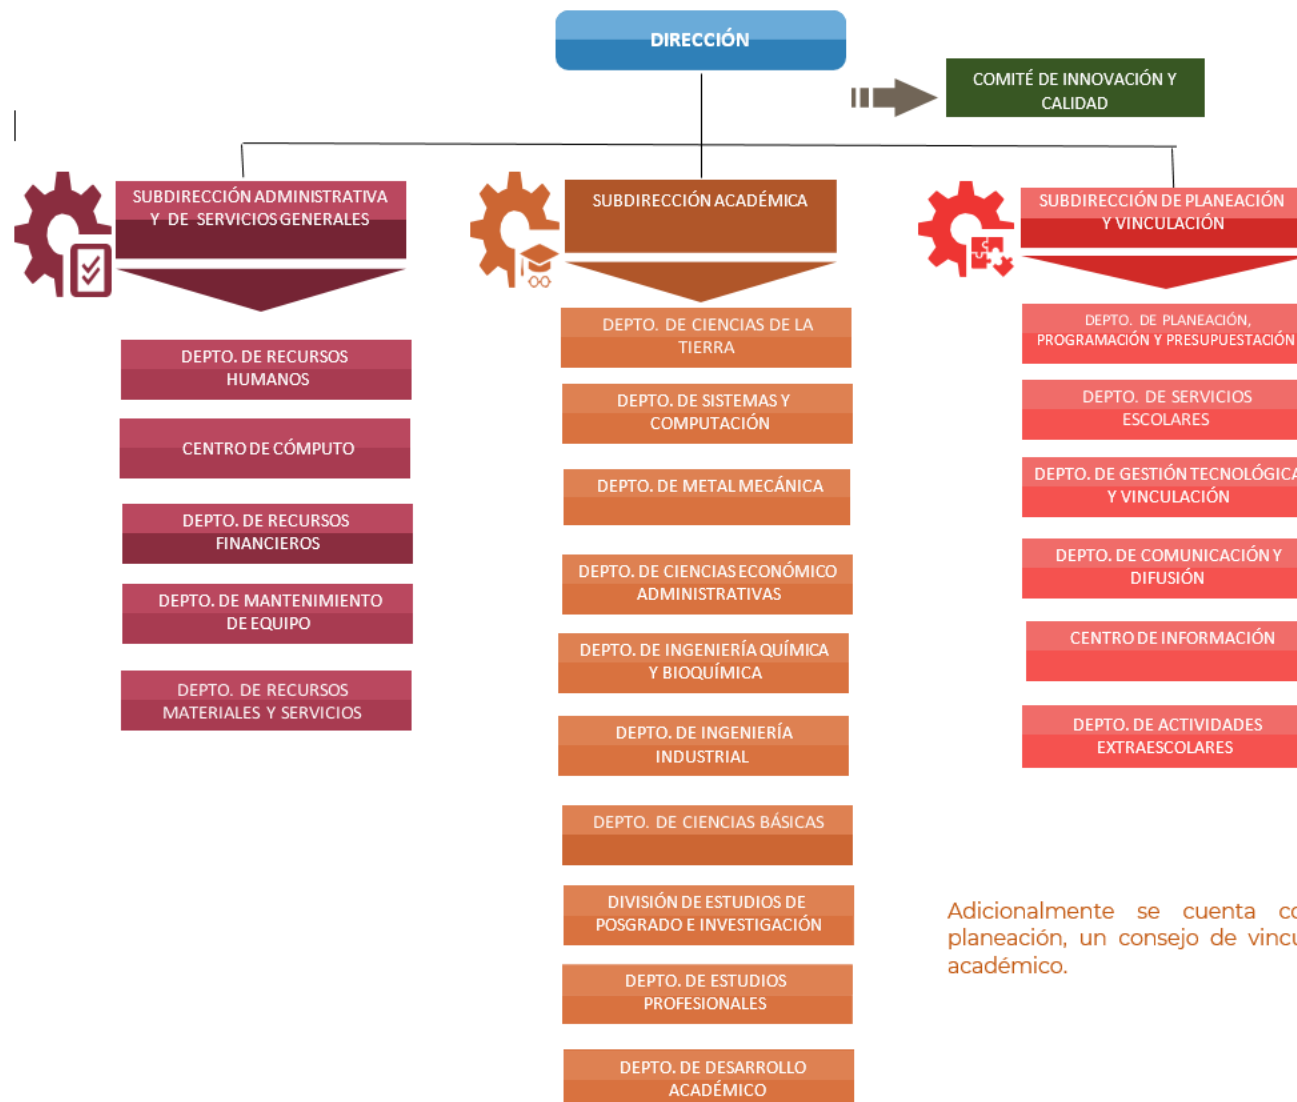 DIRECCIÓN
COMITÉ DE INNOVACIÓN Y
CALIDAD
SUBDIRECCIÓN ADMINISTRATIVA
Y DE SERVICIOS GENERALES
DEPTO. DE RECURSOS
HUMANOS
CENTRO DE CÓMPUTO
DEPTO. DE RECURSOS
FINANCIEROS
DEPTO. DE MANTENIMIENTO
DE EQUIPO
DEPTO. DE RECURSOS
MATERIALES Y SERVICIOS
SUBDIRECCIÓN ACADÉMICA
DEPTO. DE CIENCIAS DE LA
TIERRA
DEPTO. DE SISTEMAS Y
COMPUTACIÓN
DEPTO. DE METAL MECÁNICA
DEPTO. DE CIENCIAS ECONÓMICO
ADMINISTRATIVAS
DEPTO. DE INGENIERÍA QUÍMICA
Y BIOQUÍMICA
DEPTO. DE INGENIERÍA
INDUSTRIAL
DEPTO. DE CIENCIAS BÁSICAS
DIVISIÓN DE ESTUDIOS DE
POSGRADO E INVESTIGACIÓN
DEPTO. DE ESTUDIOS
PROFESIONALES
DEPTO. DE DESARROLLO
ACADÉMICO
SUBDIRECCIÓN DE PLANEACIÓN
Y VINCULACIÓN
DEPTO. DE PLANEACIÓN,
PROGRAMACIÓN Y PRESUPUESTACIÓN
DEPTO. DE SERVICIOS
ESCOLARES
DEPTO. DE GESTIÓN TECNOLÓGICA
Y VINCULACIÓN
DEPTO. DE COMUNICACIÓN Y
DIFUSIÓN
CENTRO DE INFORMACIÓN
DEPTO. DE ACTIVIDADES
EXTRAESCOLARES
Adicionalmente se cuenta
planeación, un consejo de
académico.